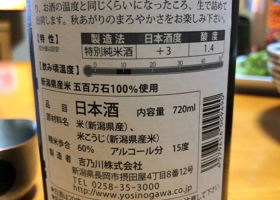 り、お酒の温度と同じくらいになったころ、生で詰めて
出荷します。秋あがりのまろやかさをお楽しみ下さい。
【特性】
製造法 日本酒度 酸度
特別純米酒 +3 1.4
【飲み頃温度】
新潟県産米 五百万石100%使用
品目 日本酒 内容量 720ml
原材料名 米(新潟県産)、
米こうじ(新潟県産米)
精米歩合 60% アルコール分 15度
製造者 吉乃川株式会社
新潟県長岡市摂田屋4丁目8番12号
TEL 0258-35-3000
http://www.yosinogawa.co.jp